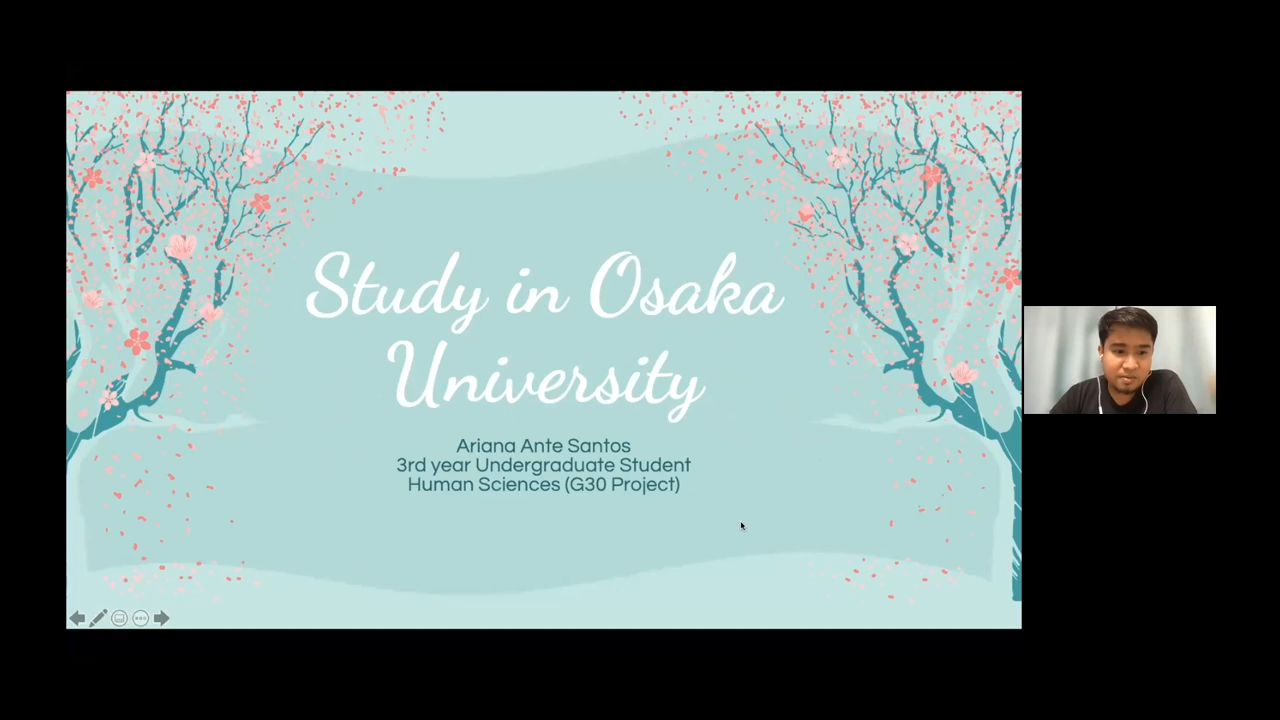 Study in Osaka
University
Ariana Ante Santos
3rd year Undergraduate Student
Human Sciences (G30 Project)